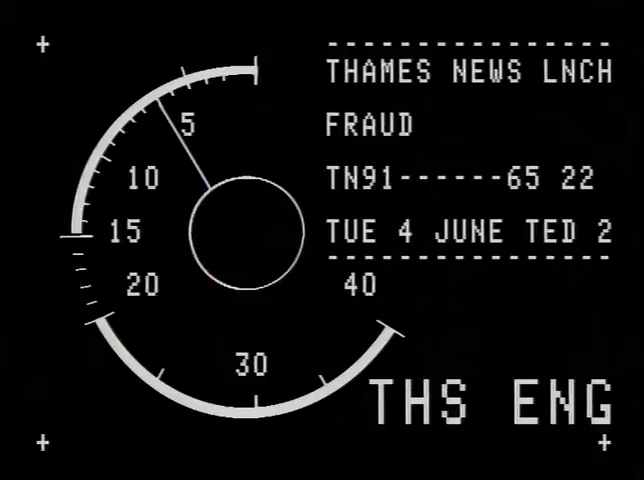 THAMES NEWS LNCH
FRAUD
TN91------65 22
TUE 4 JUNE TED 2
5
10
15
20
30
40
THS ENG